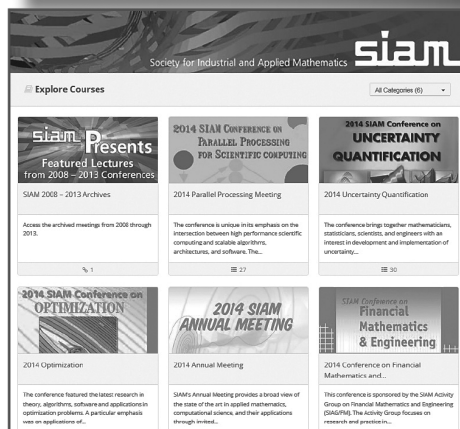 Society for Industrial and Applied Mathematics siam
Explore Courses
All Categories (6)
siam Presents
Featured Lectures
from 2008 – 2013 Conferences
SIAM 2008 – 2013 Archives
Access the archived meetings from 2008 through
2013.
1
2014 SIAM CONFERENCE ON
PARALLEL PROCESSING
FOR SCIENTIFIC COMPUTING
2014 Parallel Processing Meeting
The conference is unique in its emphasis on the
intersection between high performance scientific
computing and scalable algorithms,
architectures, and software. The...
27
2014 SIAM Conference on
UNCERTAINTY
QUANTIFICATION
2014 Uncertainty Quantification
The conference brings together mathematicians,
statisticians, scientists, and engineers with an
interest in development and implementation of
uncertainty...
30
2014 SIAM Conference on
OPTIMIZATION
2014 Optimization
The conference featured the latest research in
theory, algorithms, software and applications in
optimization problems. A particular emphasis
was on applications of...
2014 SIAM
ANNUAL MEETING
2014 Annual Meeting
SIAM's Annual Meeting provides a broad view of
the state of the art in applied mathematics,
computational science, and their applications
through invited...
SIAM Conference on
Financial
Mathematics
& Engineering
2014 Conference on Financial
Mathematics and...
This conference is sponsored by the SIAM Activity
Group on Financial Mathematics and Engineering
(SIAG/FM). The Activity Group focuses on
research and practice in...